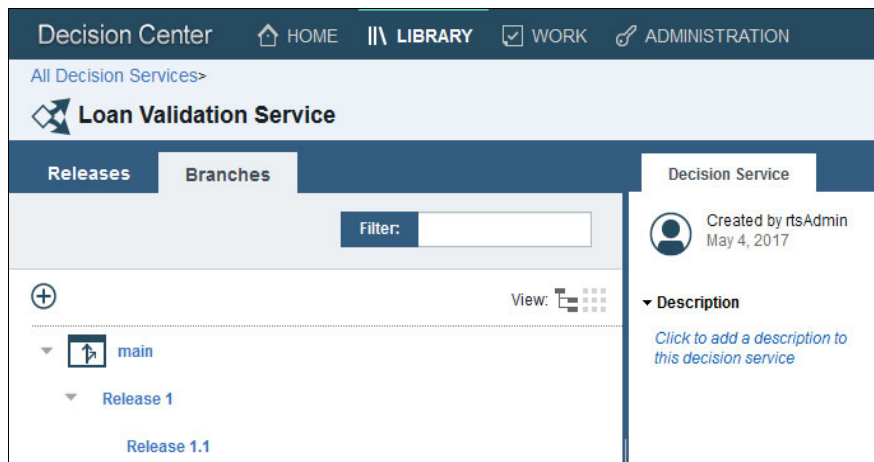 Decision Center HOME LIBRARY WORK ADMINISTRATION
All Decision Services>
Loan Validation Service
Releases Branches
Filter:
View:
main
Release 1
Release 1.1
Decision Service
Created by rtsAdmin
May 4, 2017
Description
Click to add a description to
this decision service